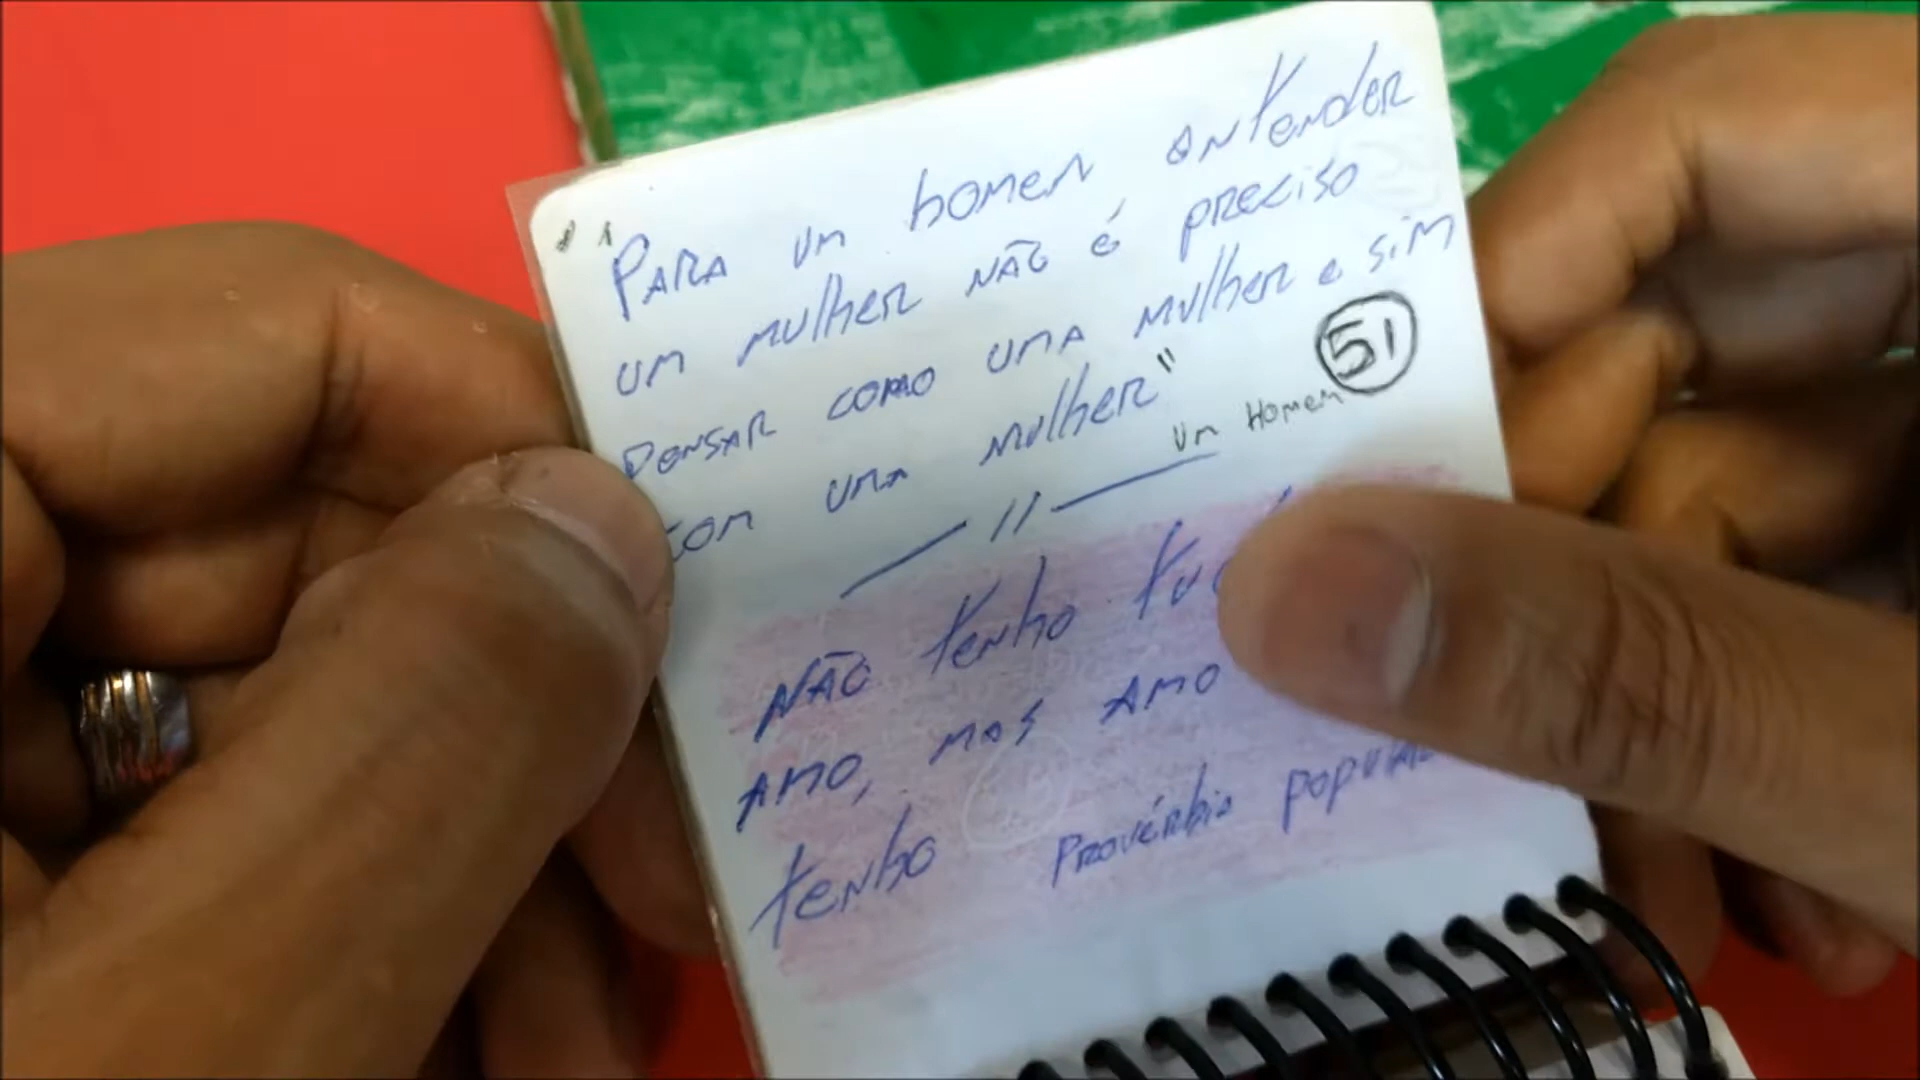 "Para um homem entender
um mulher não é preciso
pensar como uma mulher e sim
com uma mulher"
51
um Homem
Não tenho
amo, mas amo
tenho
Provérbio popular